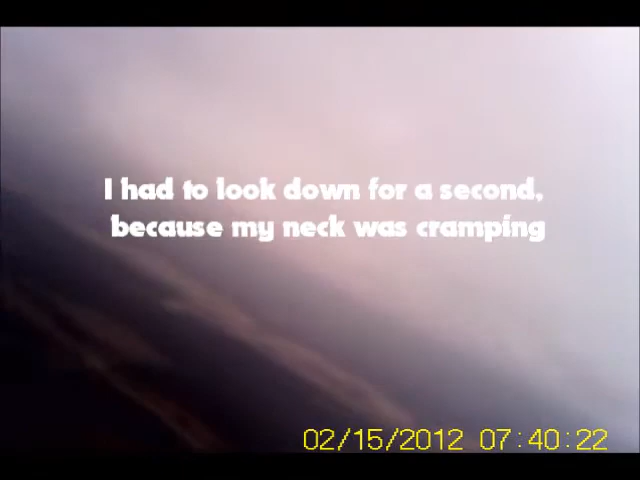 I had to look down for a second,
because my neck was cramping
02/15/2012 07:40:22